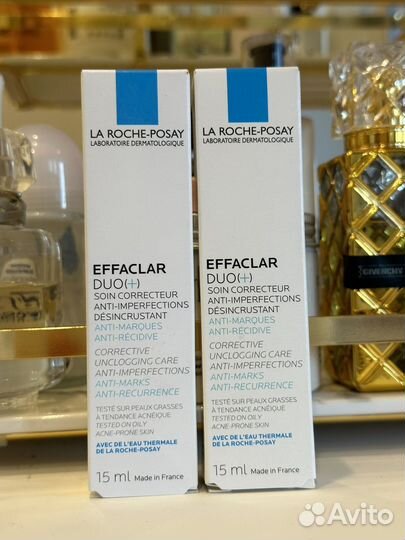 LA ROCHE-POSAY
LABORATOIRE DERMATOLOGIQUE
EFFACLAR
DUO(+)
SOIN CORRECTEUR
ANTI-IMPERFECTIONS
DÉSINCRUSTANT
ANTI-MARQUES
ANTI-RÉCIDIVE
CORRECTIVE
UNCLOGGING CARE
ANTI-IMPERFECTIONS
ANTI-MARKS
ANTI-RECURRENCE
TESTÉ SUR PEAUX GRASSES
À TENDANCE ACNÉIQUE
TESTED ON OILY
ACNE-PRONE SKIN
AVEC DE L'EAU THERMALE
DE LA ROCHE-POSAY
15 ml Made in France
LA ROCHE-POSAY
LABORATOIRE DERMATOLOGIQUE
EFFACLAR
DUO(+)
SOIN CORRECTEUR
ANTI-IMPERFECTIONS
DÉSINCRUSTANT
ANTI-MARQUES
ANTI-RÉCIDIVE
CORRECTIVE
UNCLOGGING CARE
ANTI-IMPERFECTIONS
ANTI-MARKS
ANTI-RECURRENCE
TESTÉ SUR PEAUX GRASSES
À TENDANCE ACNÉIQUE
TESTED ON OILY
ACNE-PRONE SKIN
AVEC DE L'EAU THERMALE
DE LA ROCHE-POSAY
15 ml Made in France
GIVENCHY
Avito